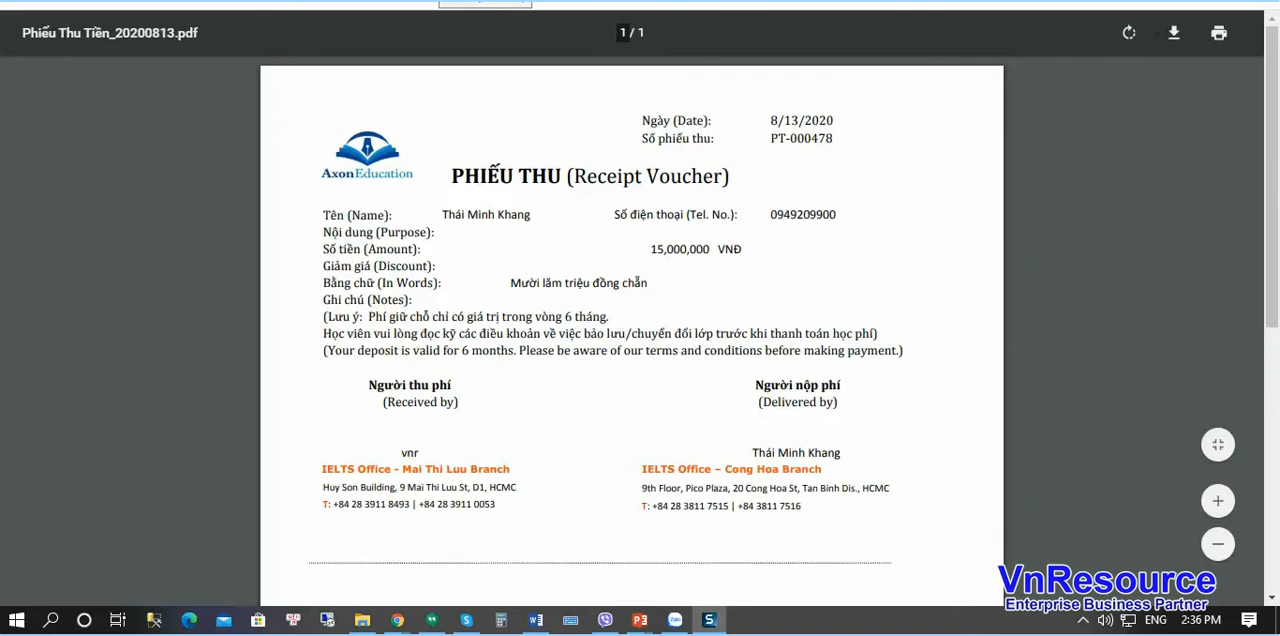 Phiếu Thu Tiền_20200813.pdf
1 / 1
Ngày (Date): 8/13/2020
Số phiếu thu: PT-000478
AxonEducation
PHIẾU THU (Receipt Voucher)
Tên (Name): Thái Minh Khang Số điện thoại (Tel. No.): 0949209900
Nội dung (Purpose):
Số tiền (Amount): 15,000,000 VNĐ
Giảm giá (Discount):
Bằng chữ (In Words): Mười lăm triệu đồng chẵn
Ghi chú (Notes):
(Lưu ý: Phí giữ chỗ chỉ có giá trị trong vòng 6 tháng.
Học viên vui lòng đọc kỹ các điều khoản về việc bảo lưu/chuyển đổi lớp trước khi thanh toán học phí)
(Your deposit is valid for 6 months. Please be aware of our terms and conditions before making payment.)
Người thu phí Người nộp phí
(Received by) (Delivered by)
vnr Thái Minh Khang
IELTS Office - Mai Thi Luu Branch IELTS Office – Cong Hoa Branch
Huy Son Building, 9 Mai Thi Luu St, D1, HCMC 9th Floor, Pico Plaza, 20 Cong Hoa St, Tan Binh Dis., HCMC
T: +84 28 3911 8493 | +84 28 3911 0053 T: +84 28 3811 7515 | +84 3811 7516
VnResource
Enterprise Business Partner
ENG 2:36 PM